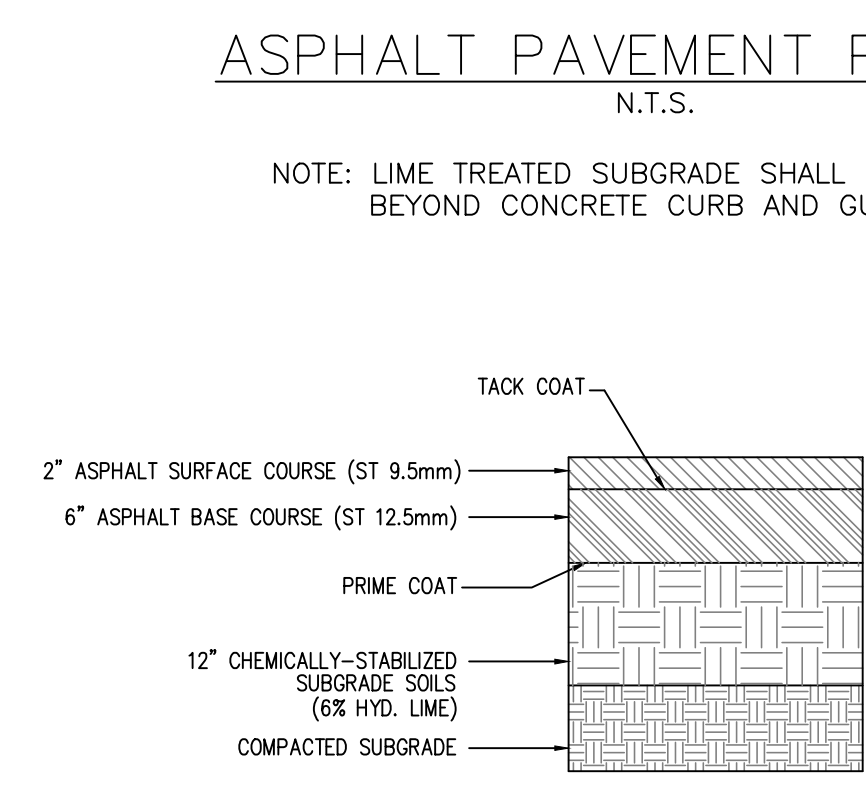 ASPHALT PAVEMENT
N.T.S.
NOTE: LIME TREATED SUBGRADE SHALL
BEYOND CONCRETE CURB AND
TACK COAT
2" ASPHALT SURFACE COURSE (ST 9.5mm)
6" ASPHALT BASE COURSE (ST 12.5mm)
PRIME COAT
12" CHEMICALLY-STABILIZED
SUBGRADE SOILS
(6% HYD. LIME)
COMPACTED SUBGRADE